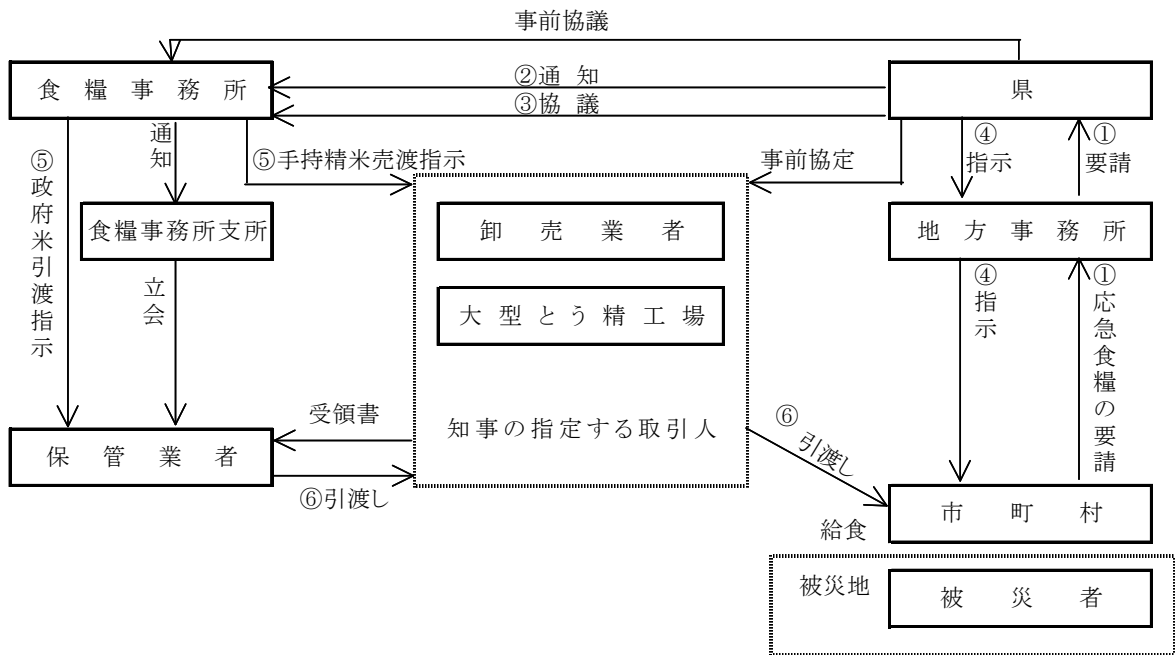 事前協議
食糧事務所
②通知
③協議
県
通知
⑤手持精米売渡指示
事前協定
④
指示
①
要請
⑤政府米引渡指示
食糧事務所支所
卸売業者
地方事務所
立会
大型とう精工場
④指示
①応急食糧の要請
受領書
知事の指定する取引人
⑥
引渡し
保管業者
⑥引渡し
市町村
給食
被災地
被災者